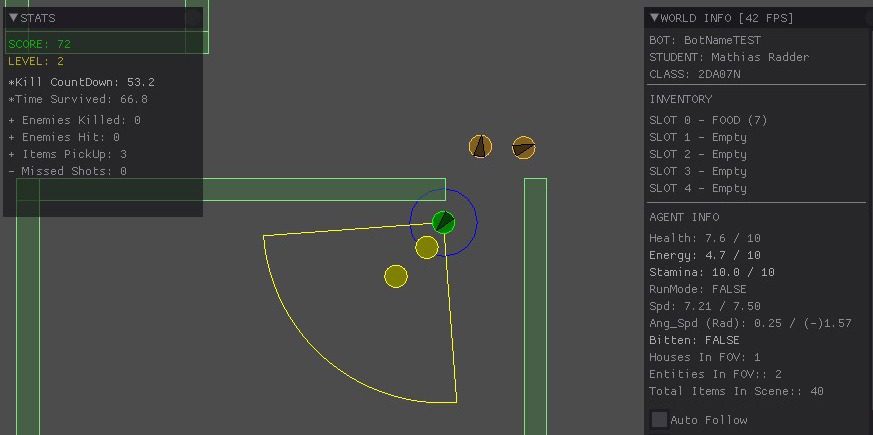 STATS
SCORE: 72
LEVEL: 2
*Kill CountDown: 53.2
*Time Survived: 66.8
+ Enemies Killed: 0
+ Enemies Hit: 0
+ Items PickUp: 3
- Missed Shots: 0
WORLD INFO [42 FPS]
BOT: BotNameTEST
STUDENT: Mathias Radder
CLASS: 2DA07N
INVENTORY
SLOT 0 - FOOD (7)
SLOT 1 - Empty
SLOT 2 - Empty
SLOT 3 - Empty
SLOT 4 - Empty
AGENT INFO
Health: 7.6 / 10
Energy: 4.7 / 10
Stamina: 10.0 / 10
RunMode: FALSE
Spd: 7.21 / 7.50
Ang_Spd (Rad): 0.25 / (-)1.57
Bitten: FALSE
Houses In FOV: 1
Entities In FOV:: 2
Total Items In Scene:: 40
Auto Follow